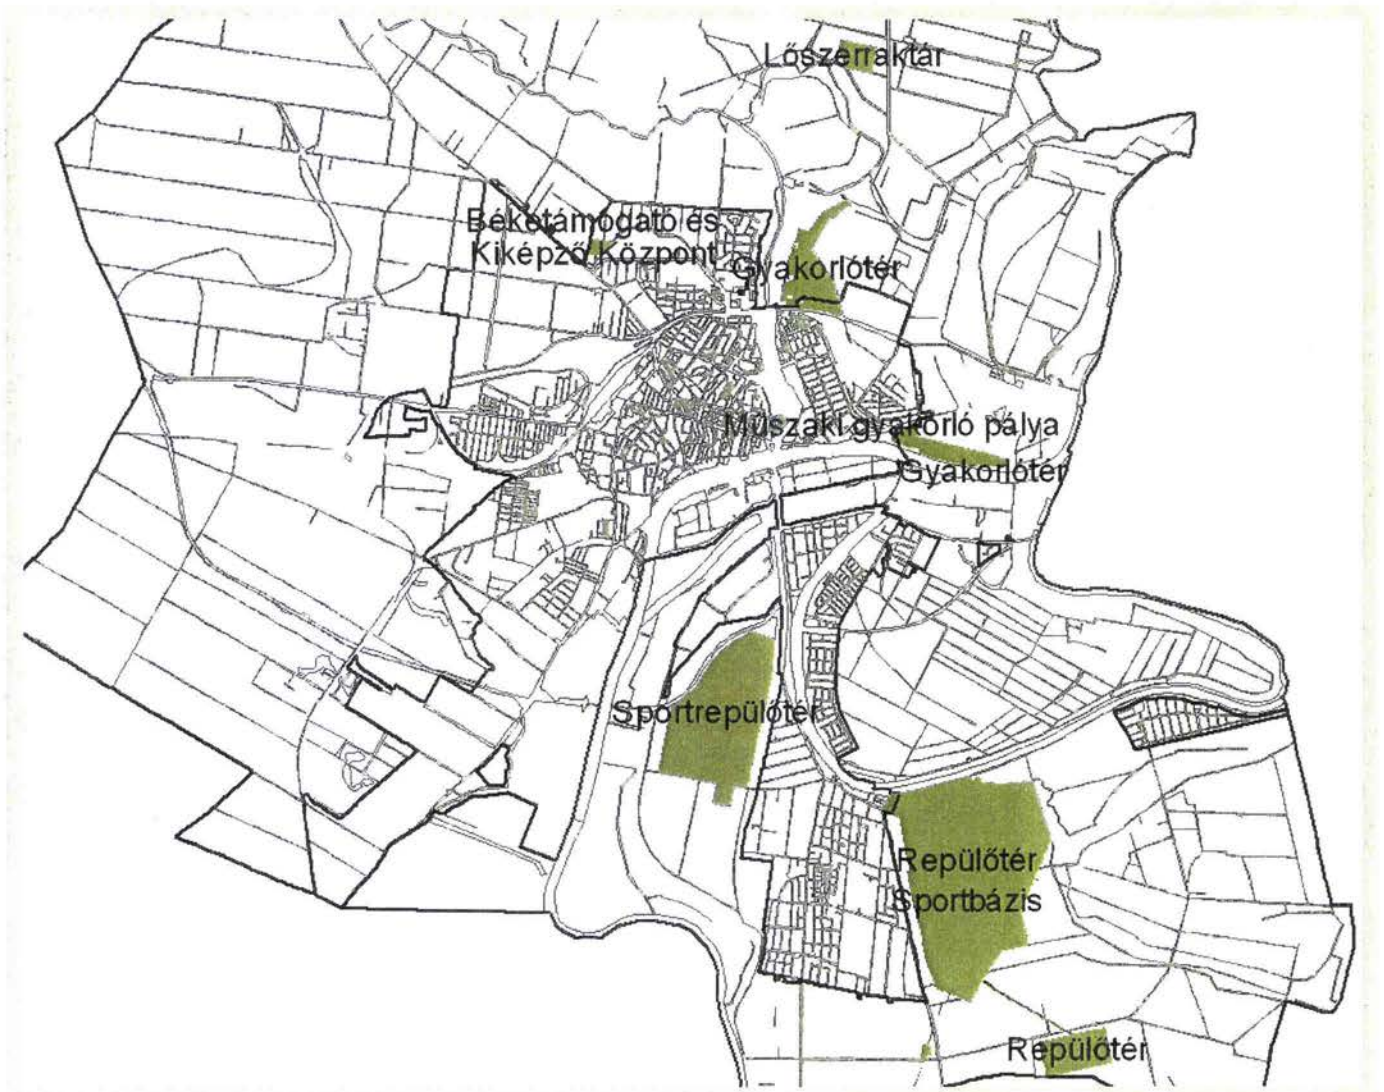 Lőszerraktár
Béketámogató és
Kiképző Központ
Gyakorlótér
Műszaki gyakorló pálya
Gyakorlótér
Sportrepülőtér
Repülőtér
Sportbázis
Repülőtér